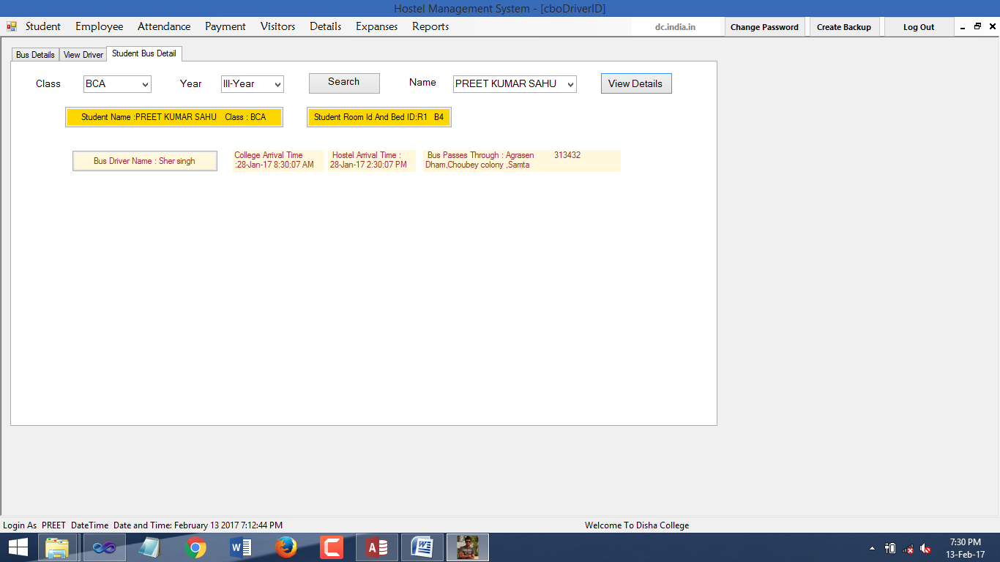 Hostel Management System - [cboDriverID]
Student Employee Attendance Payment Visitors Details Expanses Reports dc.india.in Change Password Create Backup Log Out
Bus Details View Driver Student Bus Detail
Class BCA Year III-Year Search Name PREET KUMAR SAHU View Details
Student Name :PREET KUMAR SAHU Class : BCA Student Room Id And Bed ID:R1 B4
Bus Driver Name : Sher singh
College Arrival Time
:28-Jan-17 8:30:07 AM
Hostel Arrival Time :
28-Jan-17 2:30:07 PM
Bus Passes Through : Agrasen 313432
Dham,Choubey colony ,Samta
Login As PREET DateTime Date and Time: February 13 2017 7:12:44 PM Welcome To Disha College
7:30 PM
13-Feb-17